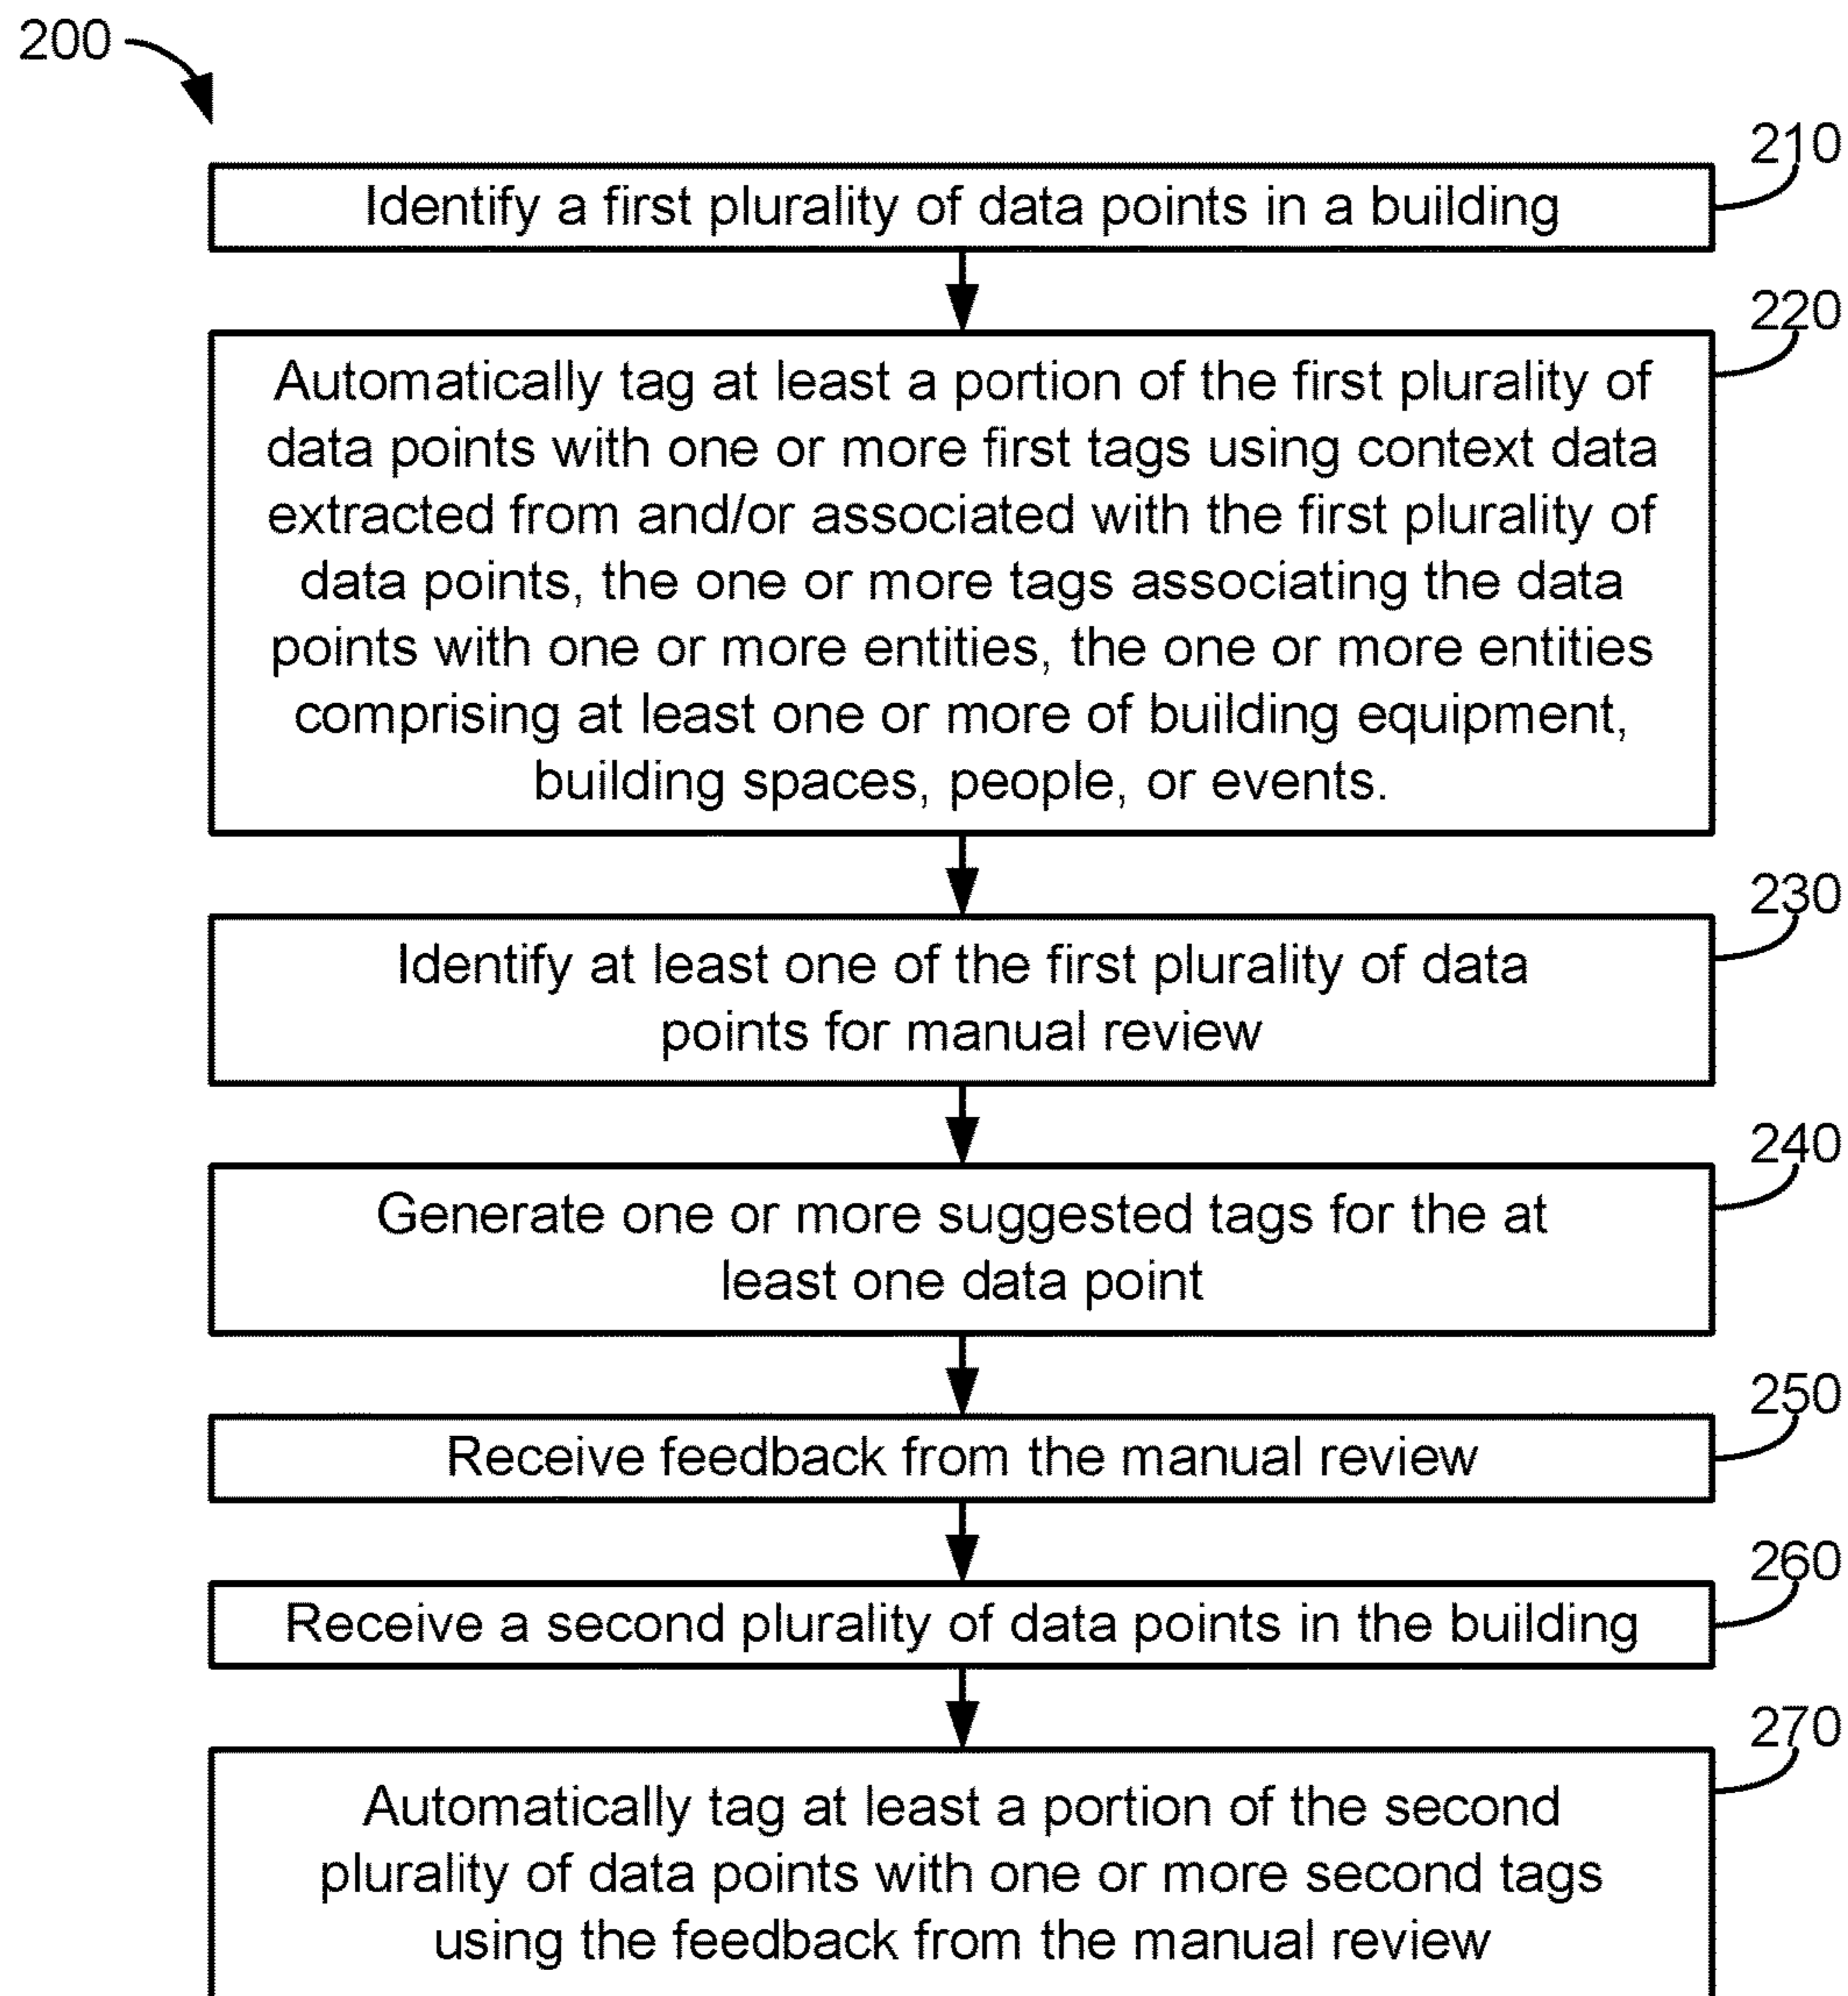 200
210
Identify a first plurality of data points in a building
220
Automatically tag at least a portion of the first plurality of
data points with one or more first tags using context data
extracted from and/or associated with the first plurality of
data points, the one or more tags associating the data
points with one or more entities, the one or more entities
comprising at least one or more of building equipment,
building spaces, people, or events.
230
Identify at least one of the first plurality of data
points for manual review
240
Generate one or more suggested tags for the at
least one data point
250
Receive feedback from the manual review
260
Receive a second plurality of data points in the building
270
Automatically tag at least a portion of the second
plurality of data points with one or more second tags
using the feedback from the manual review